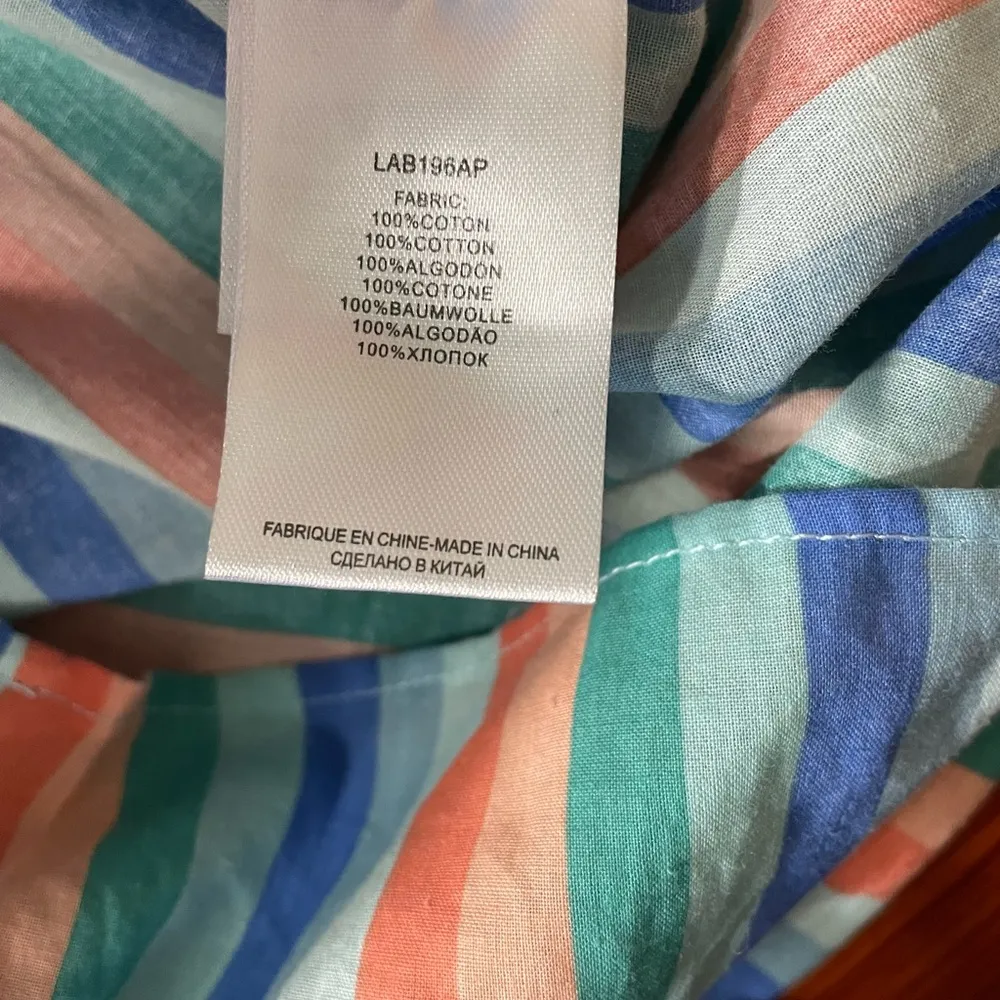 LAB196AP
FABRIC:
100%COTON
100%COTTON
100%ALGODÓN
100%COTONE
100%BAUMWOLLE
100%ALGODÃO
100%ХЛОПОК
FABRIQUE EN CHINE-MADE IN CHINA
СДЕЛАНО В КИТАЙ